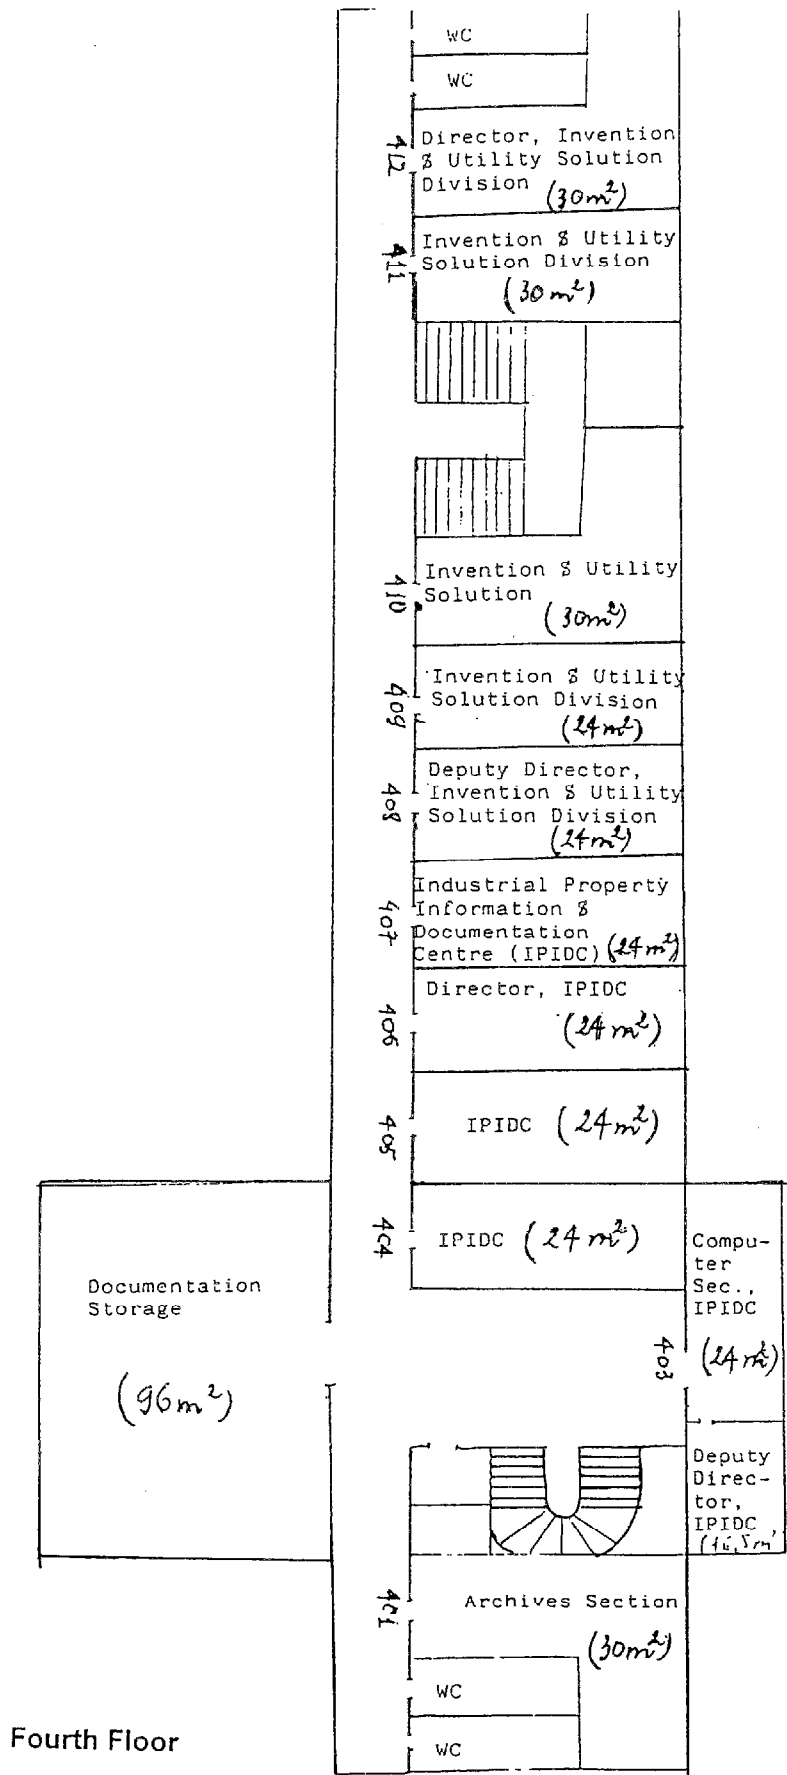 WC
WC
412
Director, Invention
& Utility Solution
Division (30m²)
411
Invention & Utility
Solution Division
(30m²)
410
Invention & Utility
Solution
(30m²)
409
Invention & Utility
Solution Division
(24m²)
408
Deputy Director,
Invention & Utility
Solution Division
(24m²)
407
Industrial Property
Information &
Documentation
Centre (IPIDC) (24m²)
406
Director, IPIDC
(24m²)
405
IPIDC (24m²)
404
IPIDC (24m²)
Compu-
ter
Sec.,
IPIDC
(24m²)
403
Documentation
Storage
(96m²)
Deputy
Direc-
tor,
IPIDC
401
Archives Section
(30m²)
WC
WC
Fourth Floor